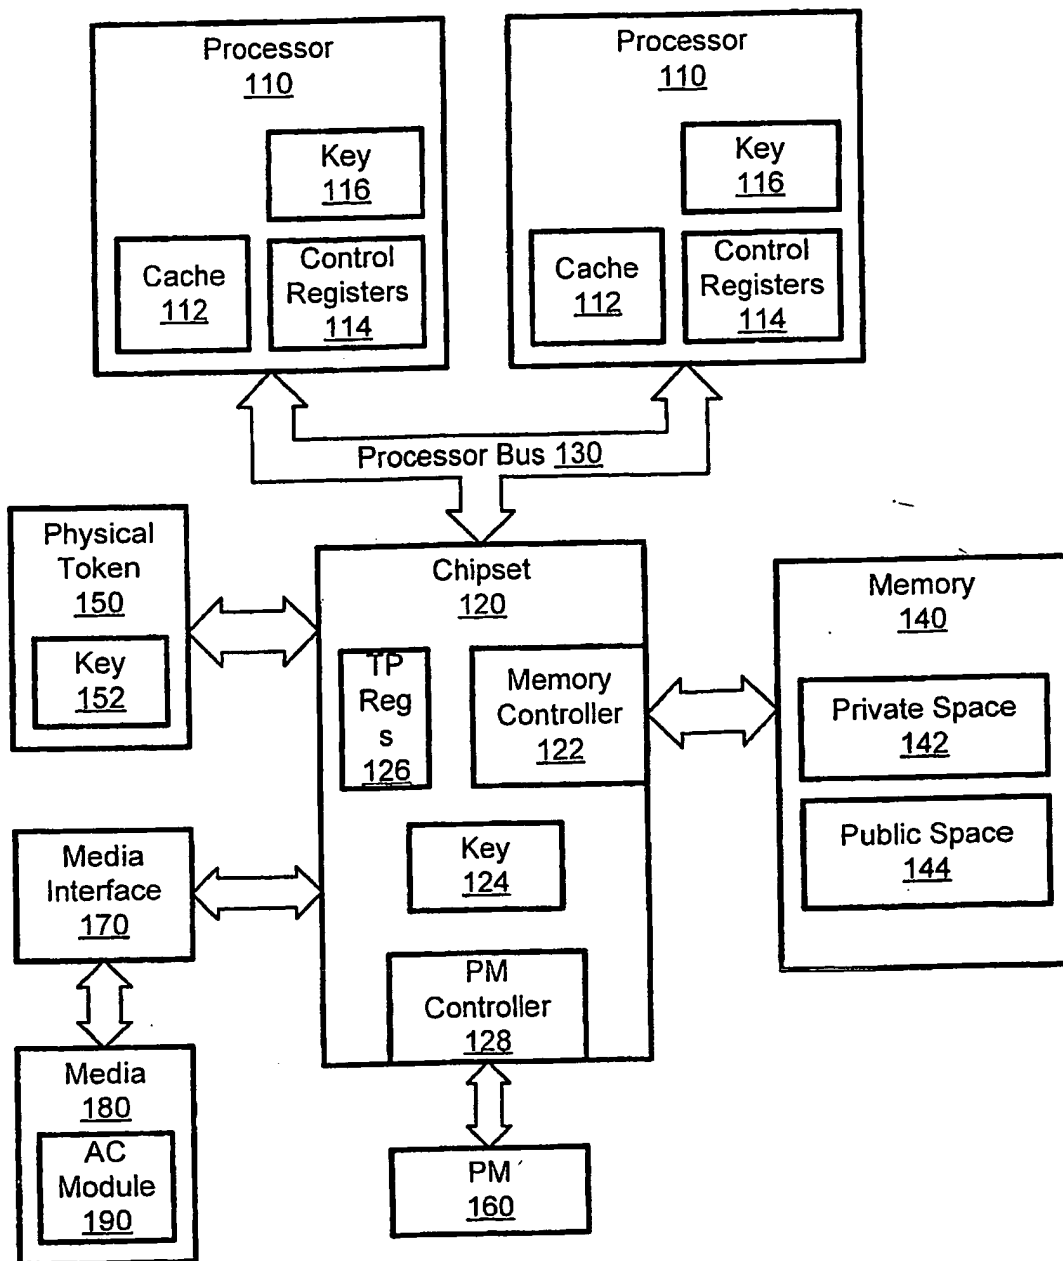 Processor
110
Key
116
Cache
112
Control
Registers
114
Processor
110
Key
116
Cache
112
Control
Registers
114
Processor Bus 130
Physical
Token
150
Key
152
Chipset
120
TP
Reg
s
126
Memory
Controller
122
Key
124
PM
Controller
128
Memory
140
Private Space
142
Public Space
144
Media
Interface
170
Media
180
AC
Module
190
PM
160